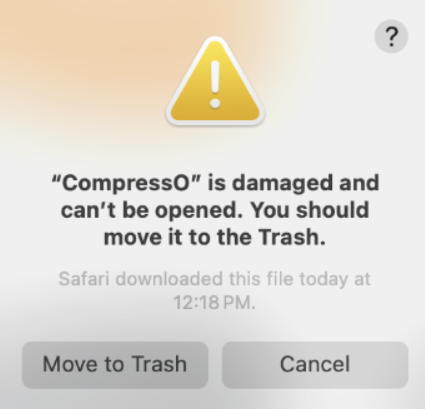 ?
“CompressO” is damaged and
can’t be opened. You should
move it to the Trash.
Safari downloaded this file today at
12:18 PM.
Move to Trash
Cancel